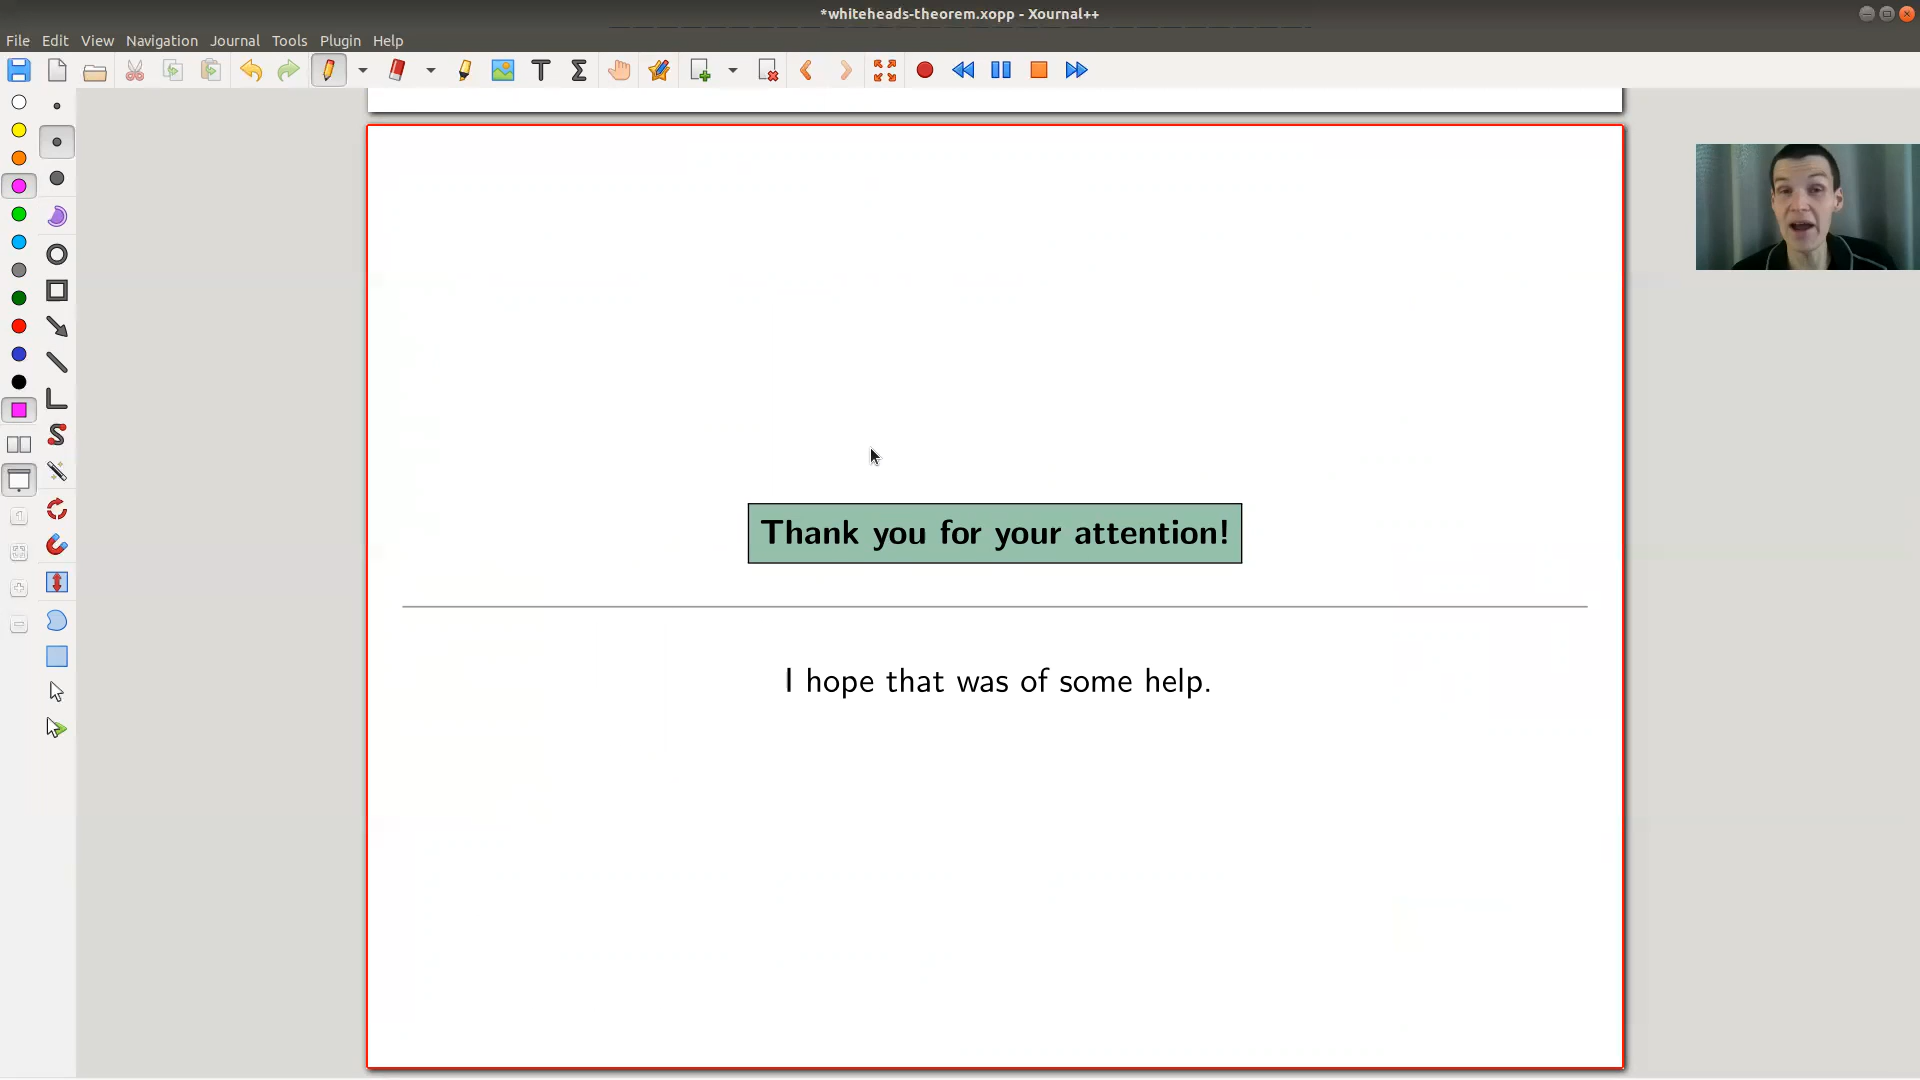 *whiteheads-theorem.xopp - Xournal++
File Edit View Navigation Journal Tools Plugin Help
Thank you for your attention!
I hope that was of some help.